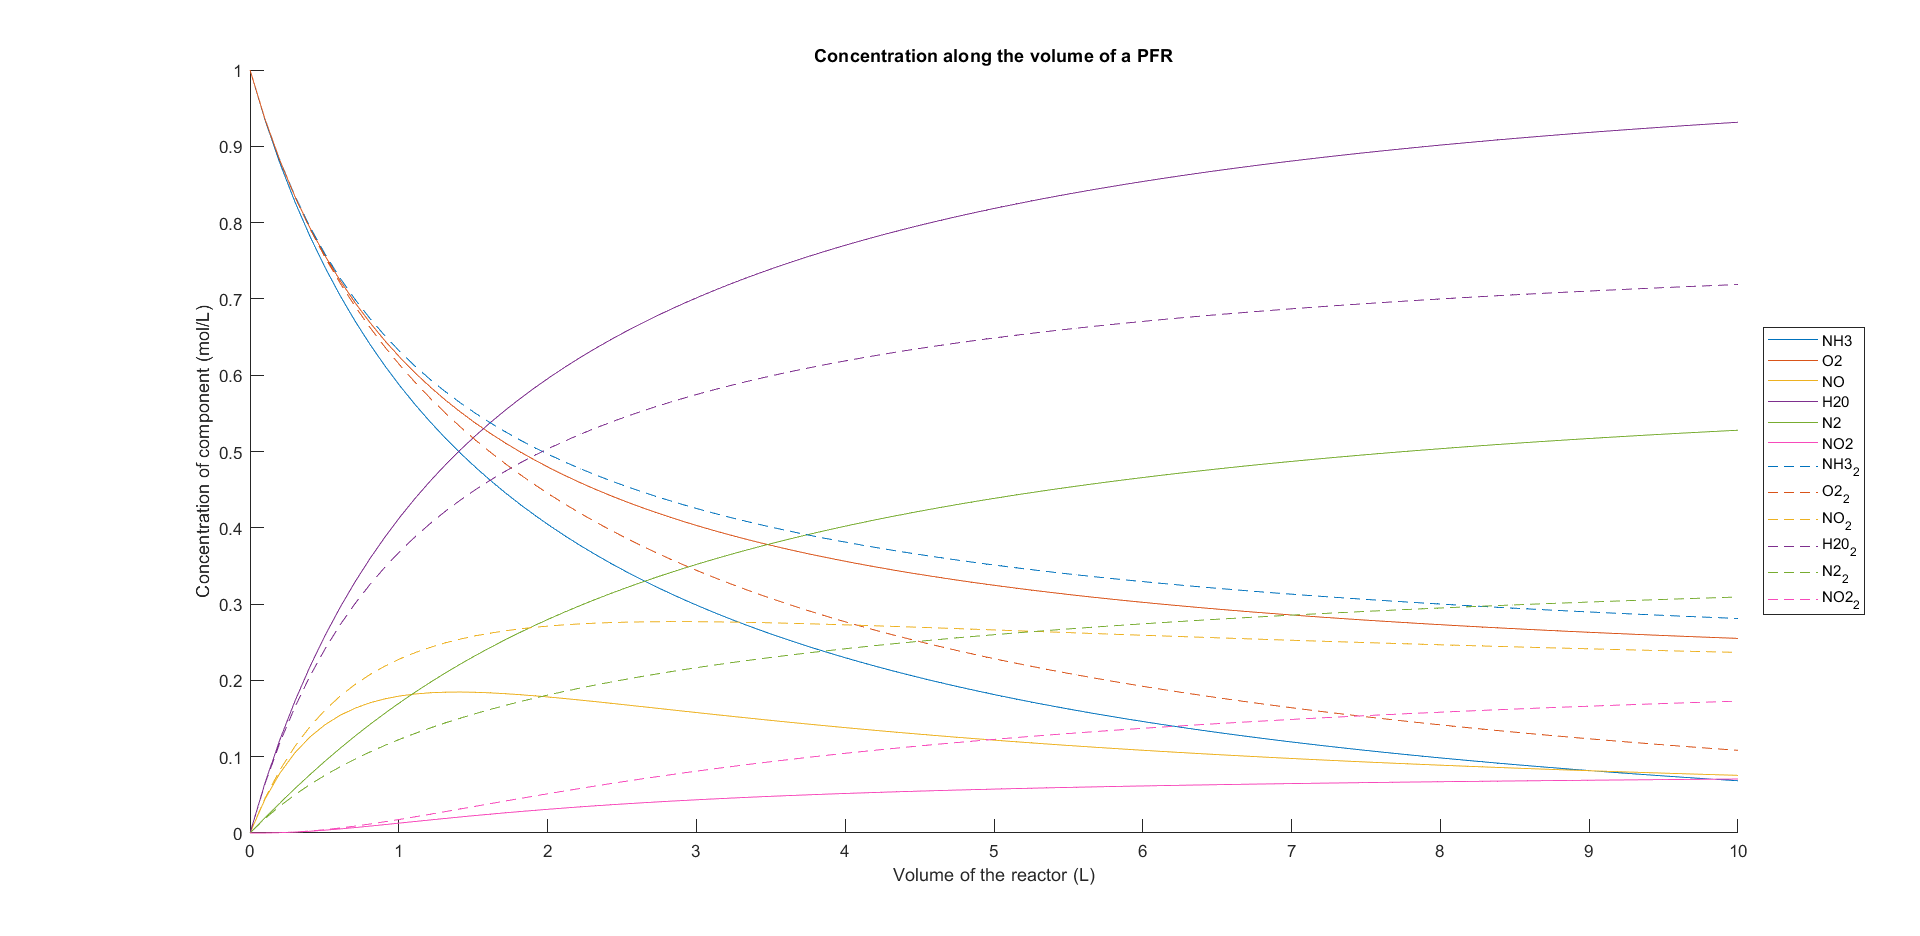 Concentration along the volume of a PFR
Concentration of component (mol/L)
1
0.9
0.8
0.7
0.6
0.5
0.4
0.3
0.2
0.1
0
0 1 2 3 4 5 6 7 8 9 10
Volume of the reactor (L)
NH3
O2
NO
H20
N2
NO2
NH3₂
O2₂
NO₂
H20₂
N2₂
NO2₂